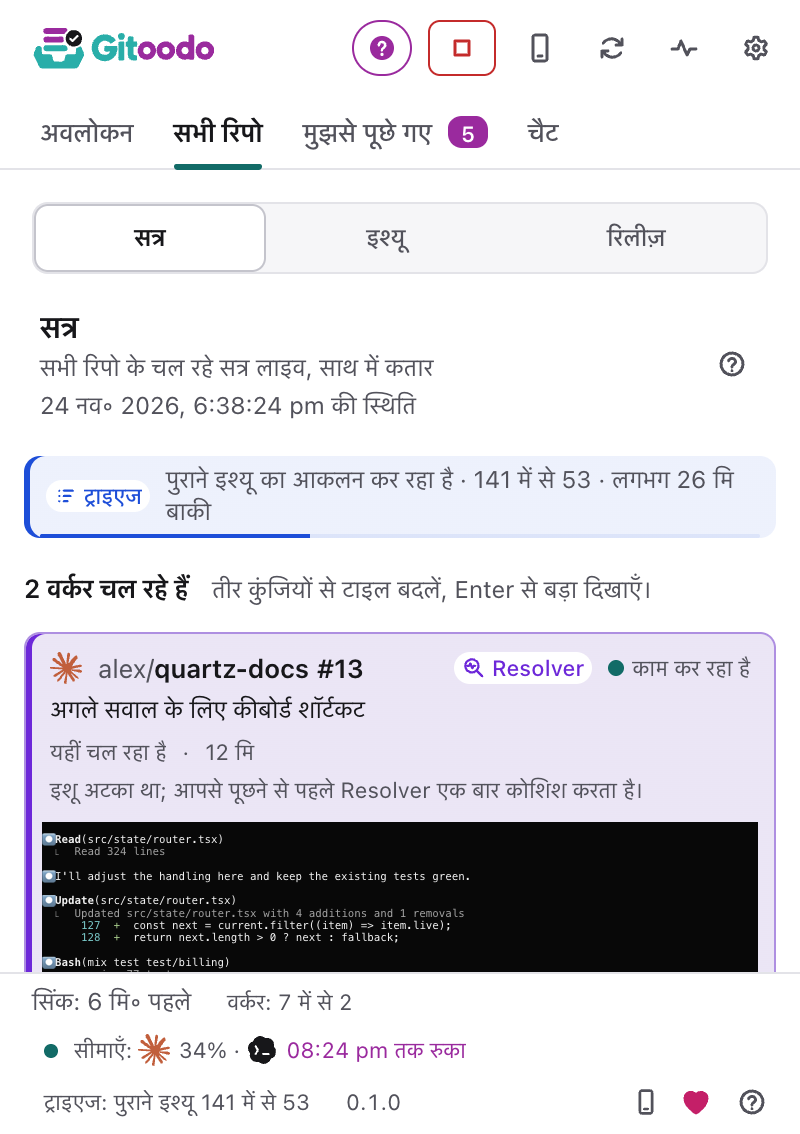 Gitoodo
अवलोकन
सभी रिपो
मुझसे पूछे गए 5
चैट
सत्र
इश्यू
रिलीज़
सत्र
सभी रिपो के चल रहे सत्र लाइव, साथ में कतार
24 नव॰ 2026, 6:38:24 pm की स्थिति
ट्राइएज
पुराने इश्यू का आकलन कर रहा है · 141 में से 53 · लगभग 26 मि
बाकी
2 वर्कर चल रहे हैं तीर कुंजियों से टाइल बदलें, Enter से बड़ा दिखाएँ।
alex/quartz-docs #13 Resolver काम कर रहा है
अगले सवाल के लिए कीबोर्ड शॉर्टकट
यहीं चल रहा है · 12 मि
इशू अटका था; आपसे पूछने से पहले Resolver एक बार कोशिश करता है।
Read(src/state/router.tsx)
└ Read 324 lines
I'll adjust the handling here and keep the existing tests green.
Update(src/state/router.tsx)
└ Updated src/state/router.tsx with 4 additions and 1 removals
127 + const next = current.filter((item) => item.live);
128 + return next.length > 0 ? next : fallback;
Bash(mix test test/billing)
सिंक: 6 मि॰ पहले वर्कर: 7 में से 2
सीमाएँ: 34% · 08:24 pm तक रुका
ट्राइएज: पुराने इश्यू 141 में से 53 0.1.0